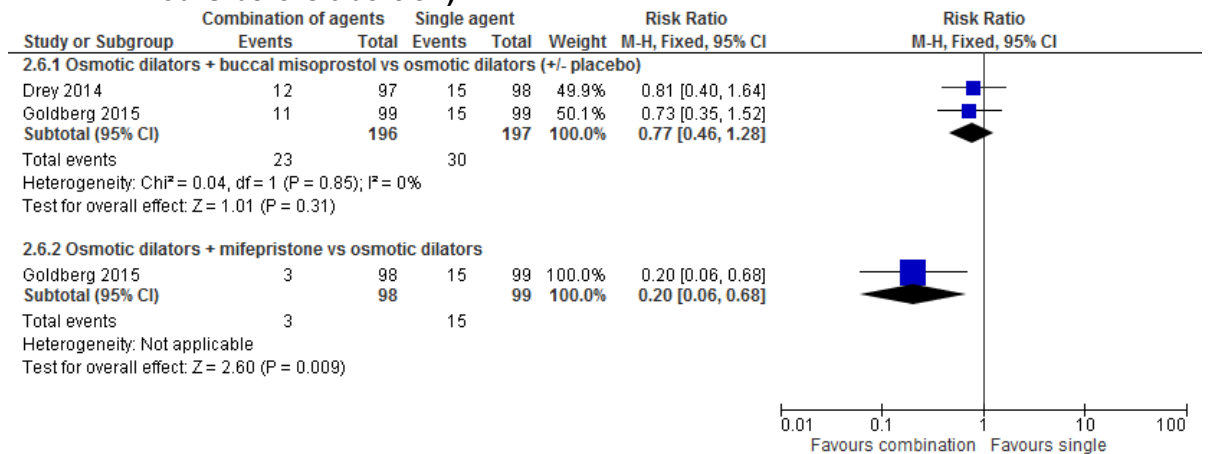 Combination of agents Single agent Risk Ratio Risk Ratio
Study or Subgroup Events Total Events Total Weight M-H, Fixed, 95% CI M-H, Fixed, 95% CI
2.6.1 Osmotic dilators + buccal misoprostol vs osmotic dilators (+/- placebo)
Drey 2014 12 97 15 98 49.9% 0.81 [0.40, 1.64]
Goldberg 2015 11 99 15 99 50.1% 0.73 [0.35, 1.52]
Subtotal (95% CI) 196 197 100.0% 0.77 [0.46, 1.28]
Total events 23 30
Heterogeneity: Chi² = 0.04, df = 1 (P = 0.85); I² = 0%
Test for overall effect: Z = 1.01 (P = 0.31)
2.6.2 Osmotic dilators + mifepristone vs osmotic dilators
Goldberg 2015 3 98 15 99 100.0% 0.20 [0.06, 0.68]
Subtotal (95% CI) 98 99 100.0% 0.20 [0.06, 0.68]
Total events 3 15
Heterogeneity: Not applicable
Test for overall effect: Z = 2.60 (P = 0.009)
0.01 0.1 1 10 100
Favours combination Favours single